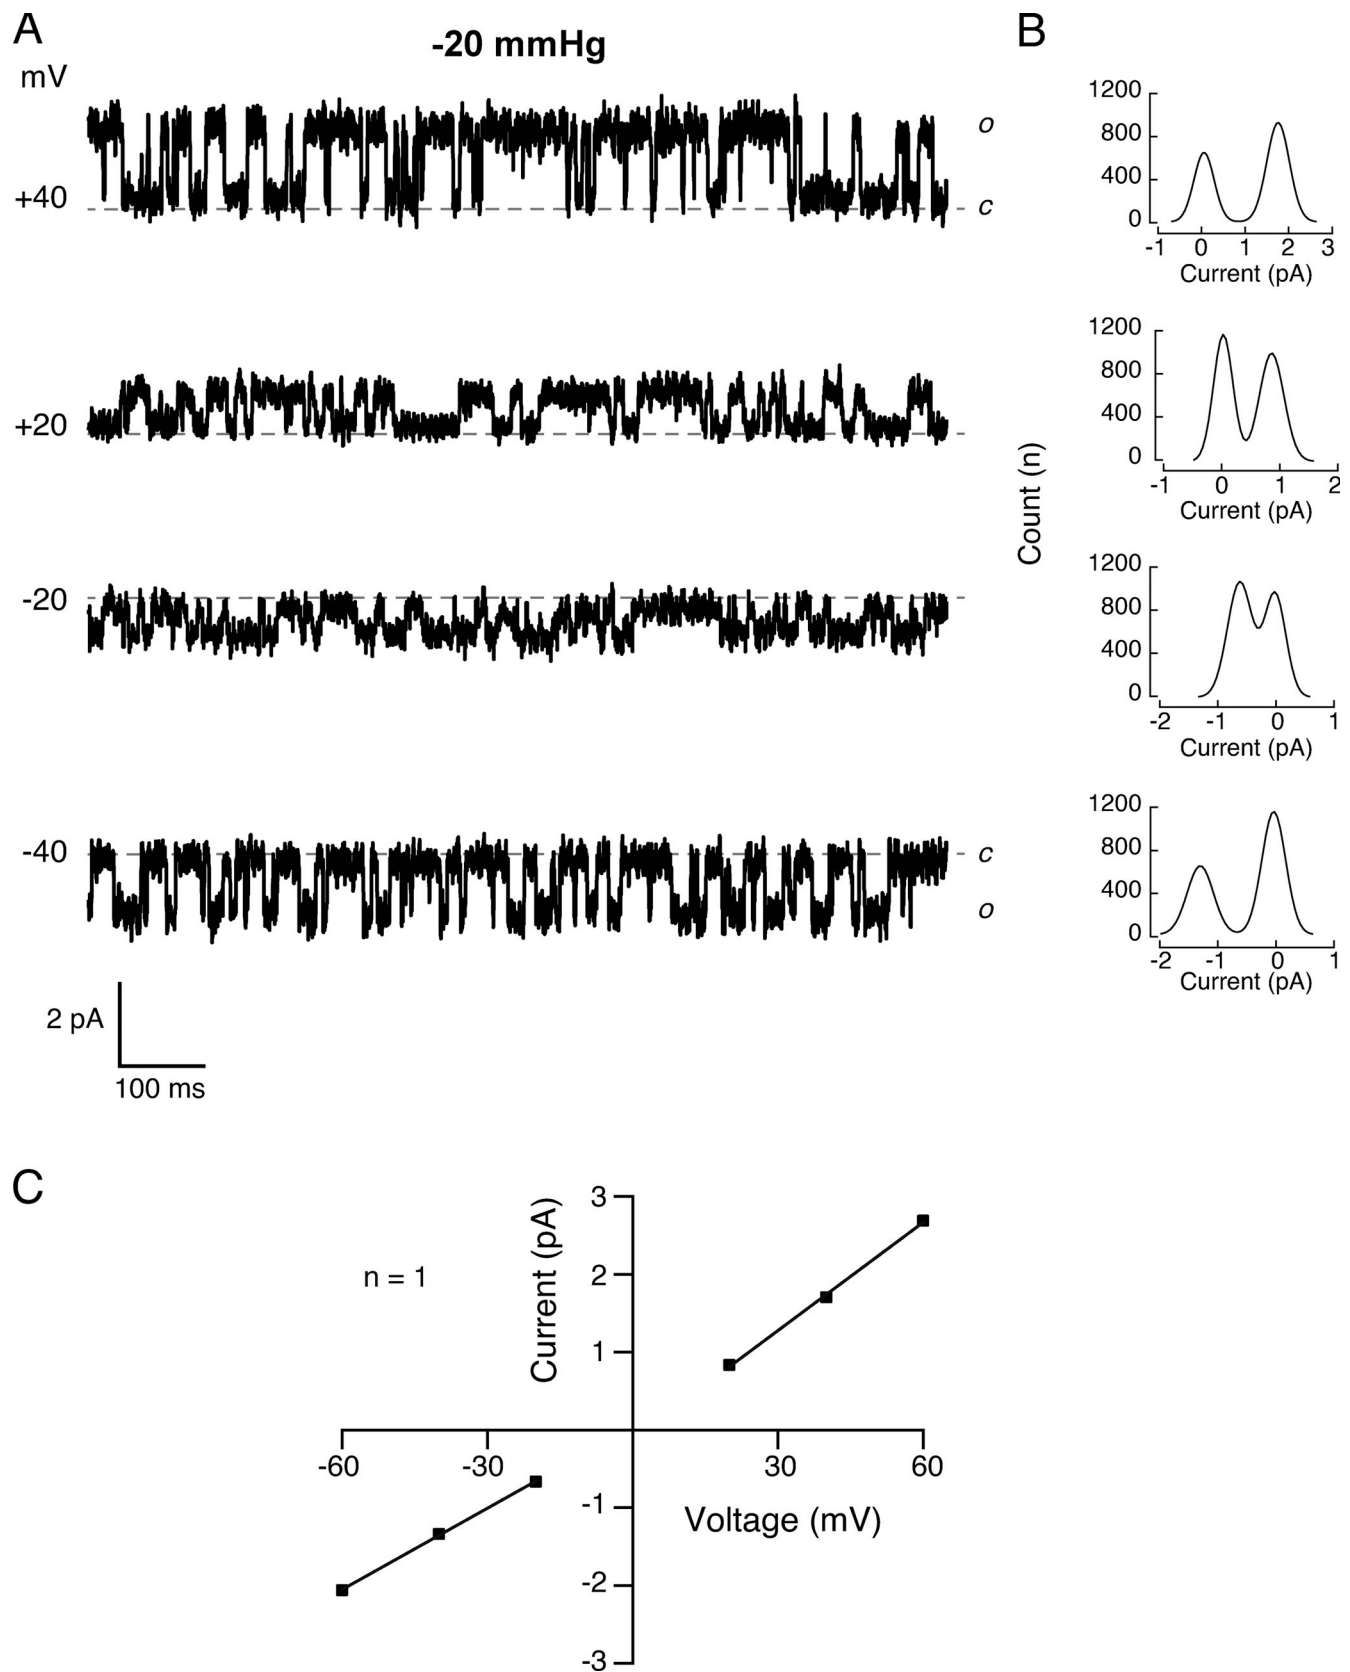 A
-20 mmHg
B
mV
o
+40
c
+20
-20
-40
c
o
2 pA
100 ms
Count (n)
1200
800
400
0
-1 0 1 2 3
Current (pA)
1200
800
400
0
-1 0 1 2
Current (pA)
1200
800
400
0
-2 -1 0 1
Current (pA)
1200
800
400
0
-2 -1 0 1
Current (pA)
C
n = 1
Current (pA)
3
2
1
-60 -30 30 60
-1
Voltage (mV)
-2
-3